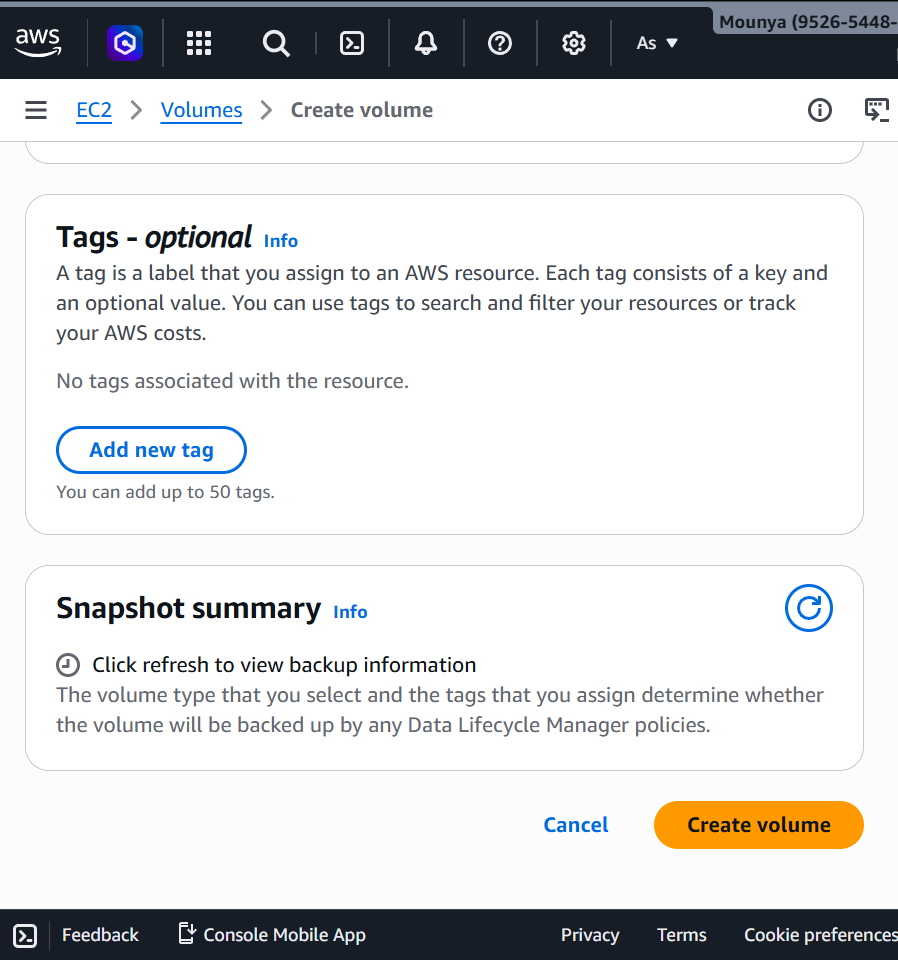 aws
As
Mounya (9526-5448-
EC2 Volumes Create volume
Tags - optional Info
A tag is a label that you assign to an AWS resource. Each tag consists of a key and
an optional value. You can use tags to search and filter your resources or track
your AWS costs.
No tags associated with the resource.
Add new tag
You can add up to 50 tags.
Snapshot summary Info
Click refresh to view backup information
The volume type that you select and the tags that you assign determine whether
the volume will be backed up by any Data Lifecycle Manager policies.
Cancel Create volume
Feedback Console Mobile App Privacy Terms Cookie preferences